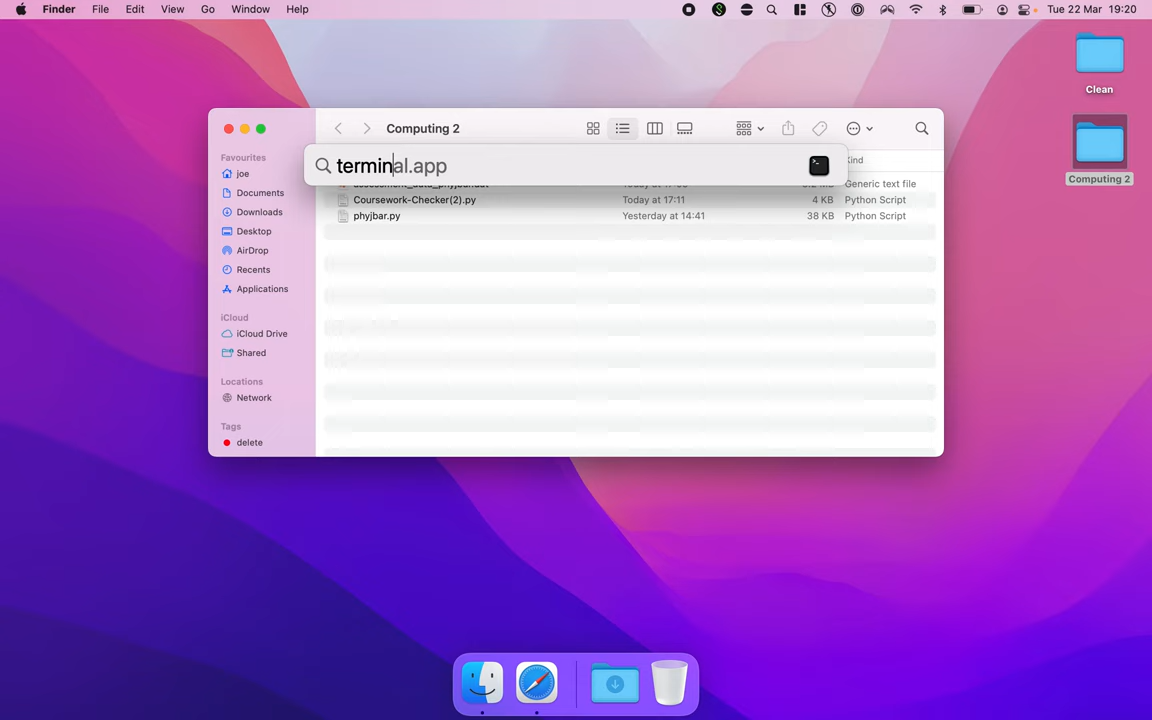 Finder File Edit View Go Window Help Tue 22 Mar 19:20
Clean
Computing 2
Computing 2
Favourites
joe
Documents
Downloads
Desktop
AirDrop
Recents
Applications
iCloud
iCloud Drive
Shared
Locations
Network
Tags
delete
terminal.app
Kind
Generic text file
Coursework-Checker(2).py Today at 17:11 4 KB Python Script
phyjbar.py Yesterday at 14:41 38 KB Python Script